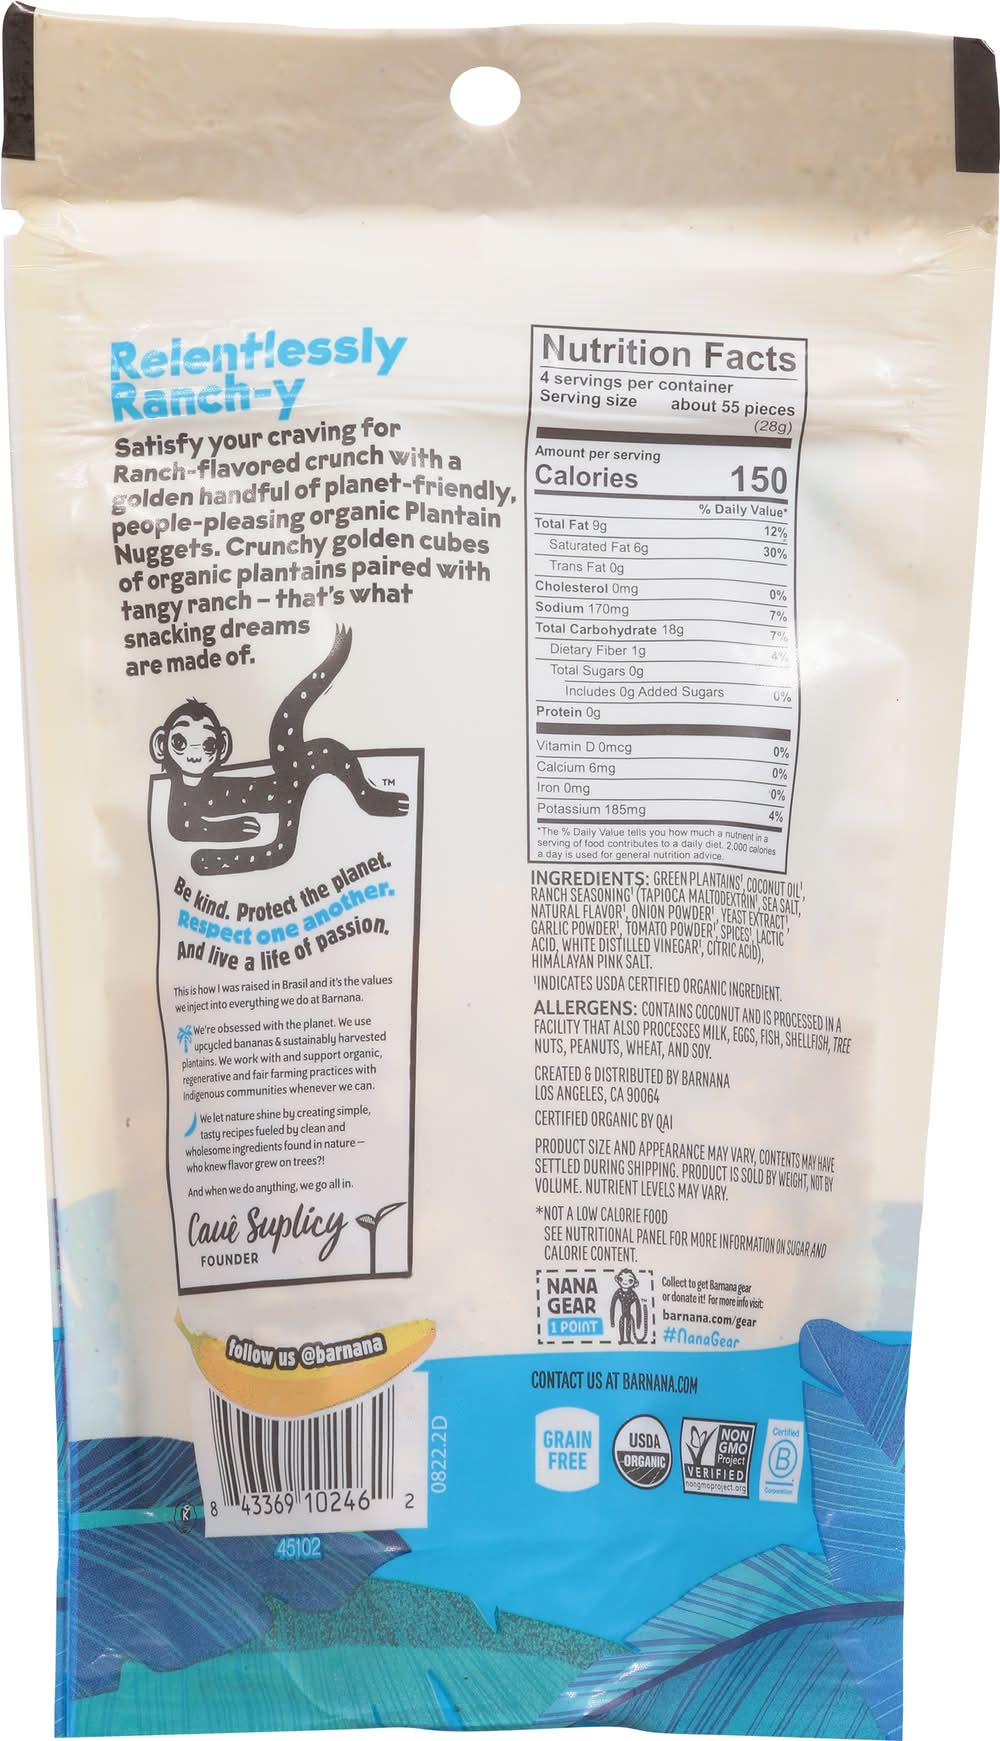 Relentlessly
Ranch-y
Satisfy your craving for
Ranch-flavored crunch with a
golden handful of planet-friendly,
people-pleasing organic Plantain
Nuggets. Crunchy golden cubes
of organic plantains paired with
tangy ranch – that's what
snacking dreams
are made of.
TM
Be kind. Protect the planet.
Respect one another.
And live a life of passion.
This is how I was raised in Brasil and it's the values
we inject into everything we do at Barnana.
We're obsessed with the planet. We use
upcycled bananas & sustainably harvested
plantains. We work with and support organic,
regenerative and fair farming practices with
Indigenous communities whenever we can.
We let nature shine by creating simple,
tasty recipes fueled by clean and
wholesome ingredients found in nature –
who knew flavor grew on trees?!
And when we do anything, we go all in.
Cauê Suplicy
FOUNDER
follow us @barnana
8 43369 10246 2
0822.2D
K
45102
Nutrition Facts
4 servings per container
Serving size about 55 pieces
(28g)
Amount per serving
Calories 150
% Daily Value*
Total Fat 9g 12%
Saturated Fat 6g 30%
Trans Fat 0g
Cholesterol 0mg 0%
Sodium 170mg 7%
Total Carbohydrate 18g 7%
Dietary Fiber 1g 4%
Total Sugars 0g
Includes 0g Added Sugars 0%
Protein 0g
Vitamin D 0mcg 0%
Calcium 6mg 0%
Iron 0mg 0%
Potassium 185mg 4%
*The % Daily Value tells you how much a nutrient in a
serving of food contributes to a daily diet. 2,000 calories
a day is used for general nutrition advice.
INGREDIENTS: GREEN PLANTAINS¹, COCONUT OIL¹,
RANCH SEASONING¹ (TAPIOCA MALTODEXTRIN¹, SEA SALT,
NATURAL FLAVOR¹, ONION POWDER¹, YEAST EXTRACT¹,
GARLIC POWDER¹, TOMATO POWDER¹, SPICES¹, LACTIC
ACID, WHITE DISTILLED VINEGAR¹, CITRIC ACID),
HIMALAYAN PINK SALT.
¹INDICATES USDA CERTIFIED ORGANIC INGREDIENT.
ALLERGENS: CONTAINS COCONUT AND IS PROCESSED IN A
FACILITY THAT ALSO PROCESSES MILK, EGGS, FISH, SHELLFISH, TREE
NUTS, PEANUTS, WHEAT, AND SOY.
CREATED & DISTRIBUTED BY BARNANA
LOS ANGELES, CA 90064
CERTIFIED ORGANIC BY QAI
PRODUCT SIZE AND APPEARANCE MAY VARY, CONTENTS MAY HAVE
SETTLED DURING SHIPPING. PRODUCT IS SOLD BY WEIGHT, NOT BY
VOLUME. NUTRIENT LEVELS MAY VARY.
*NOT A LOW CALORIE FOOD
SEE NUTRITIONAL PANEL FOR MORE INFORMATION ON SUGAR AND
CALORIE CONTENT.
NANA
GEAR
1 POINT
Collect to get Barnana gear
or donate it! For more info visit:
barnana.com/gear
#NanaGear
CONTACT US AT BARNANA.COM
GRAIN
FREE
USDA
ORGANIC
NON
GMO
Project
VERIFIED
nongmoproject.org
Certified
B
Corporation